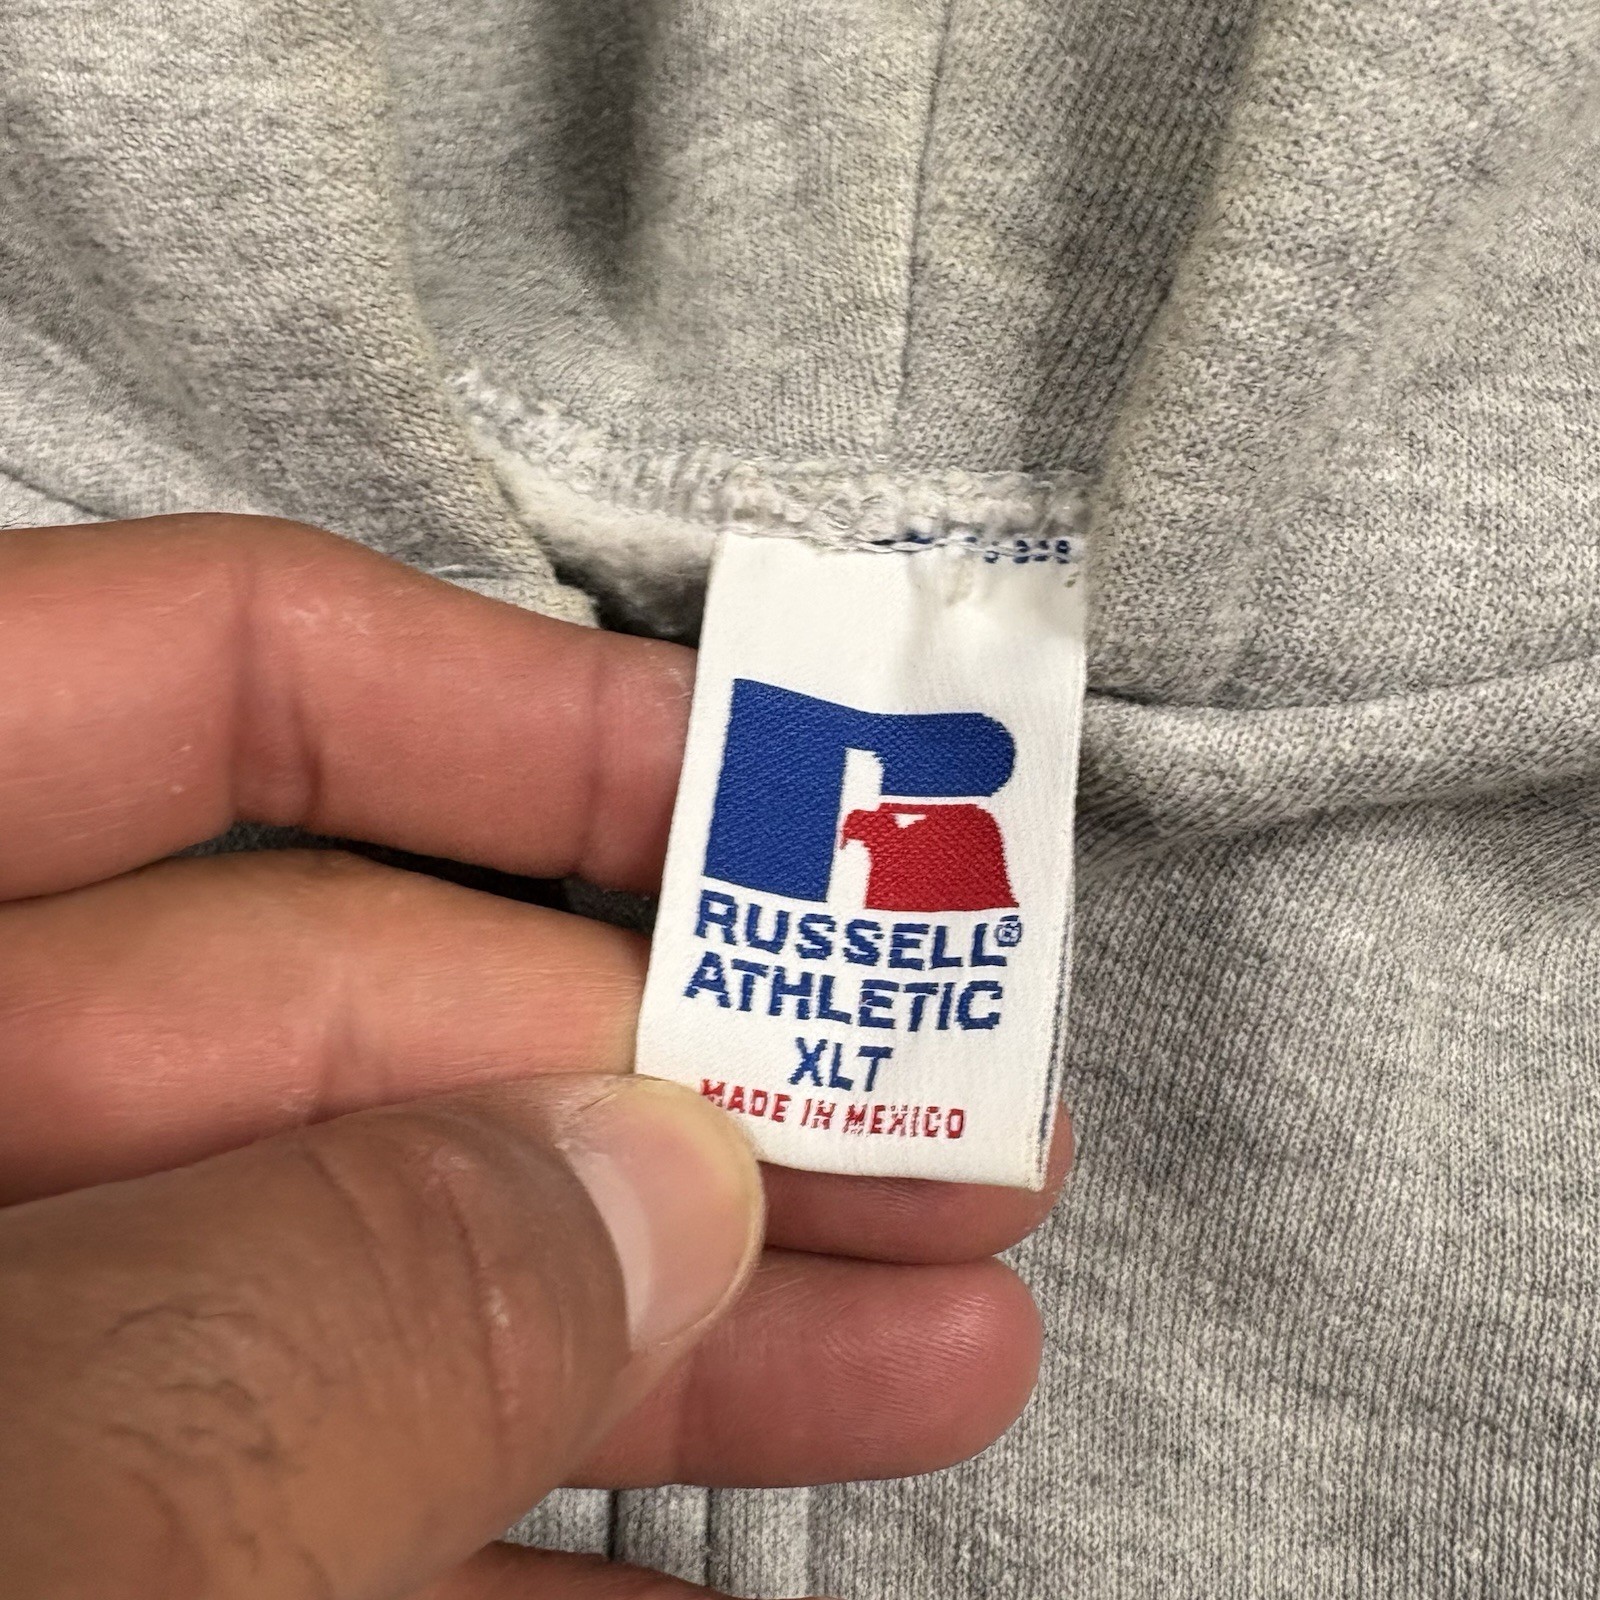 RUSSELL®
ATHLETIC
XLT
MADE IN MEXICO